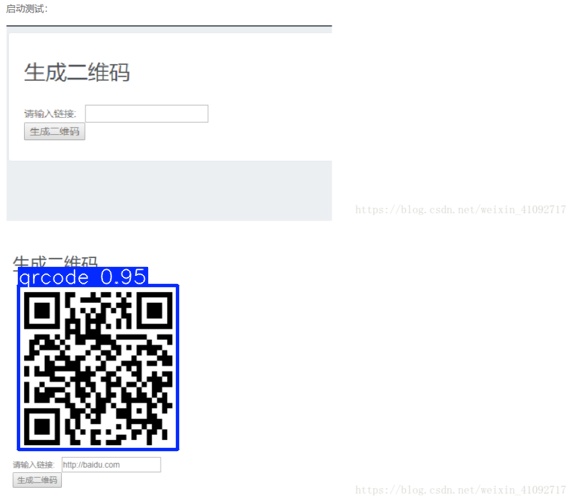 启动测试:
生成二维码
请输入链接:
生成二维码
https://blog.csdn.net/weixin_41092717
生成二维码
qrcode 0.95
请输入链接: http://baidu.com
生成二维码
https://blog.csdn.net/weixin_41092717